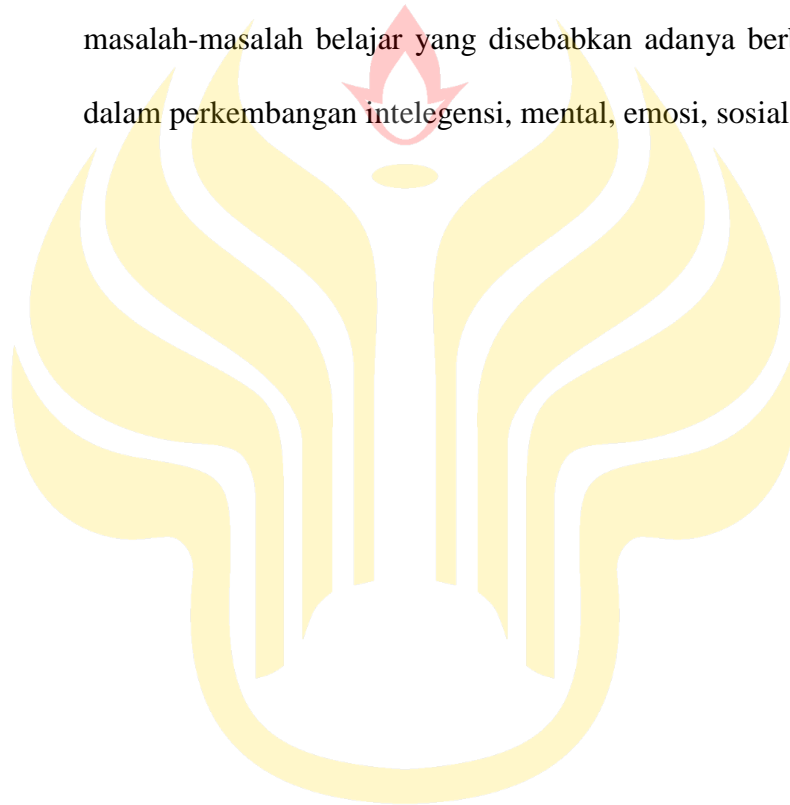 masalah-masalah belajar yang disebabkan adanya
dalam perkembangan intelegensi, mental, emosi, sosial